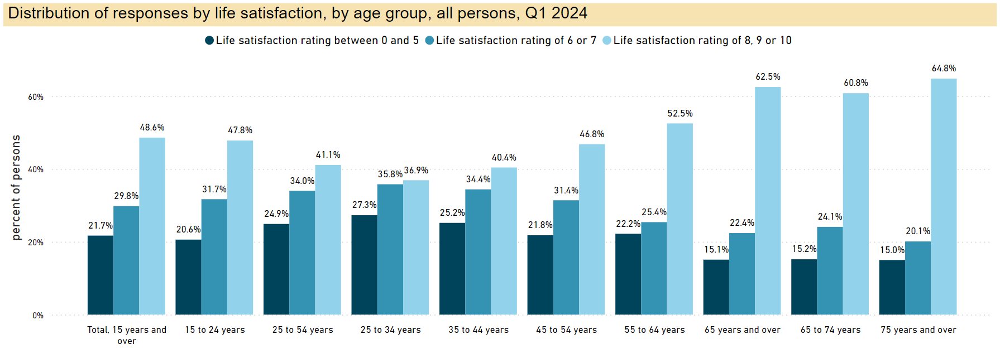 Distribution of responses by life satisfaction, by age group, all persons, Q1 2024
Life satisfaction rating between 0 and 5 Life satisfaction rating of 6 or 7 Life satisfaction rating of 8, 9 or 10
percent of persons
60%
40%
20%
0%
21.7% 29.8% 48.6%
20.6% 31.7% 47.8%
24.9% 34.0% 41.1%
27.3% 35.8% 36.9%
25.2% 34.4% 40.4%
21.8% 31.4% 46.8%
22.2% 25.4% 52.5%
15.1% 22.4% 62.5%
15.2% 24.1% 60.8%
15.0% 20.1% 64.8%
Total, 15 years and
over
15 to 24 years
25 to 54 years
25 to 34 years
35 to 44 years
45 to 54 years
55 to 64 years
65 years and over
65 to 74 years
75 years and over